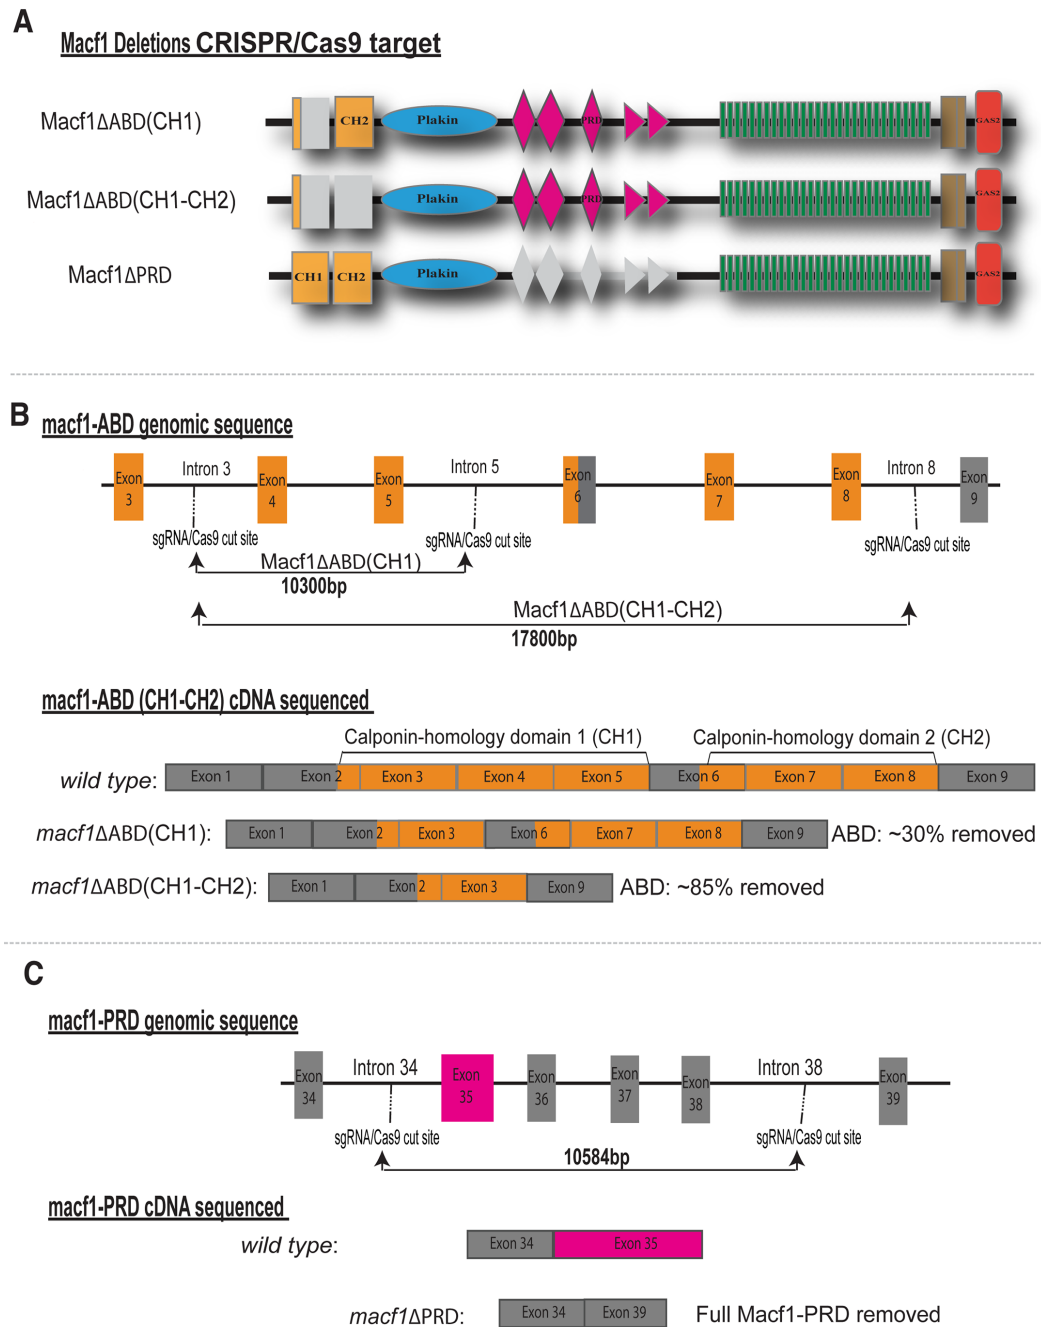 A
Macf1 Deletions CRISPR/Cas9 target
Macf1ΔABD(CH1)
CH2
Plakin
PRD
GAS2
Macf1ΔABD(CH1-CH2)
Plakin
PRD
GAS2
Macf1ΔPRD
CH1
CH2
Plakin
GAS2
B
macf1-ABD genomic sequence
Exon 3
Intron 3
Exon 4
Exon 5
Intron 5
Exon 6
Exon 7
Exon 8
Intron 8
Exon 9
sgRNA/Cas9 cut site
sgRNA/Cas9 cut site
sgRNA/Cas9 cut site
Macf1ΔABD(CH1)
10300bp
Macf1ΔABD(CH1-CH2)
17800bp
macf1-ABD (CH1-CH2) cDNA sequenced
Calponin-homology domain 1 (CH1)
Calponin-homology domain 2 (CH2)
wild type:
Exon 1
Exon 2
Exon 3
Exon 4
Exon 5
Exon 6
Exon 7
Exon 8
Exon 9
macf1ΔABD(CH1):
Exon 1
Exon 2
Exon 3
Exon 6
Exon 7
Exon 8
Exon 9
ABD: ~30% removed
macf1ΔABD(CH1-CH2):
Exon 1
Exon 2
Exon 3
Exon 9
ABD: ~85% removed
C
macf1-PRD genomic sequence
Exon 34
Intron 34
Exon 35
Exon 36
Exon 37
Exon 38
Intron 38
Exon 39
sgRNA/Cas9 cut site
sgRNA/Cas9 cut site
10584bp
macf1-PRD cDNA sequenced
wild type:
Exon 34
Exon 35
macf1ΔPRD:
Exon 34
Exon 39
Full Macf1-PRD removed